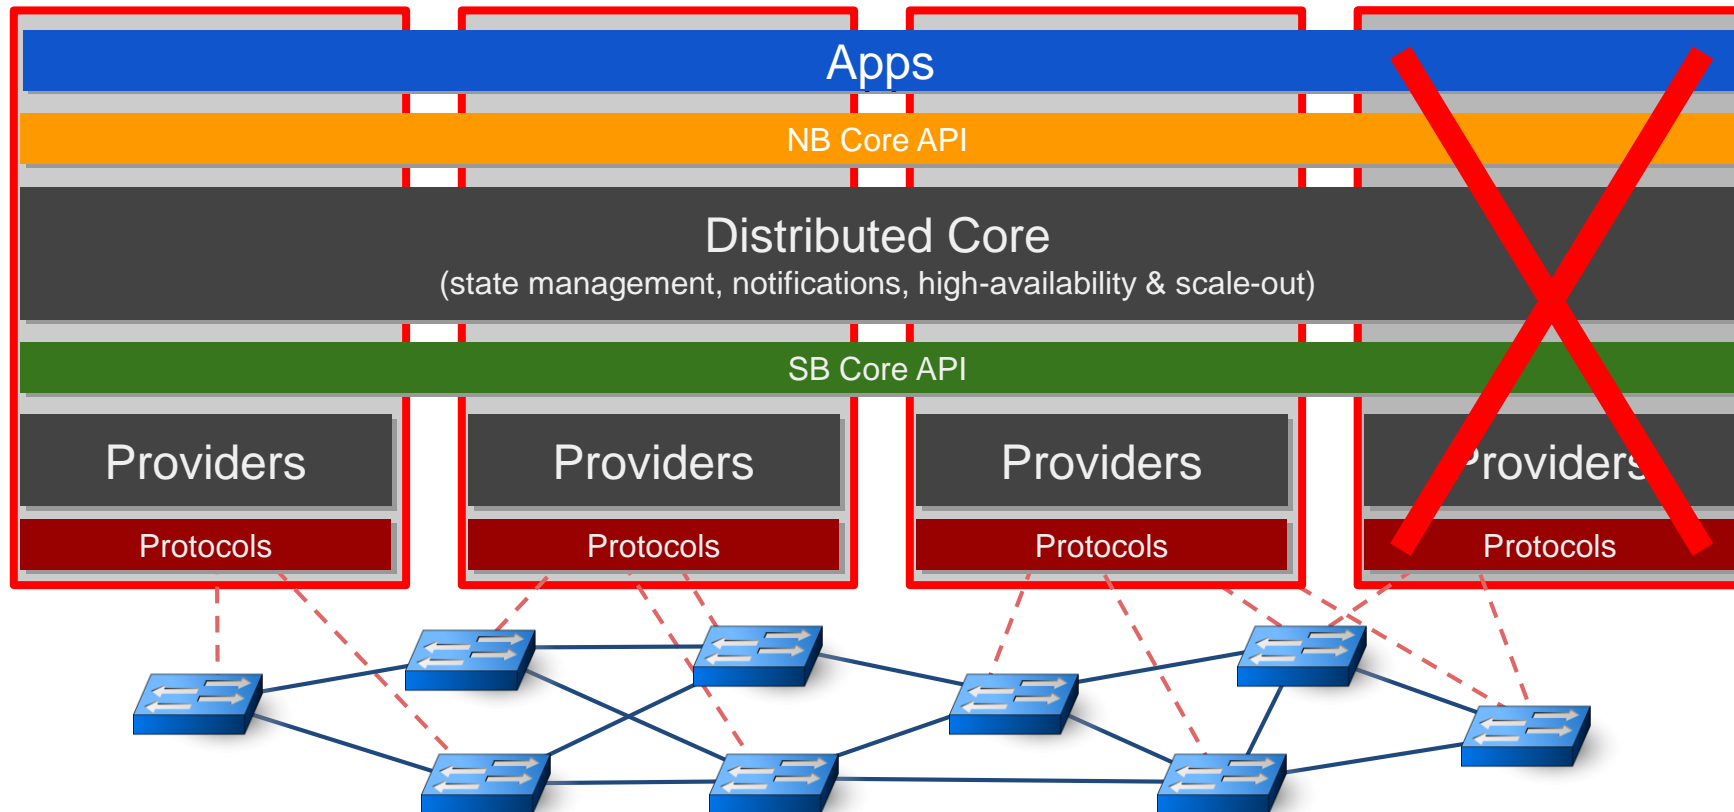 Apps
NB Core API
Distributed Core
(state management, notifications, high-availability & scale-out)
SB Core API
Providers
Providers
Providers
Providers
Protocols
Protocols
Protocols
Protocols